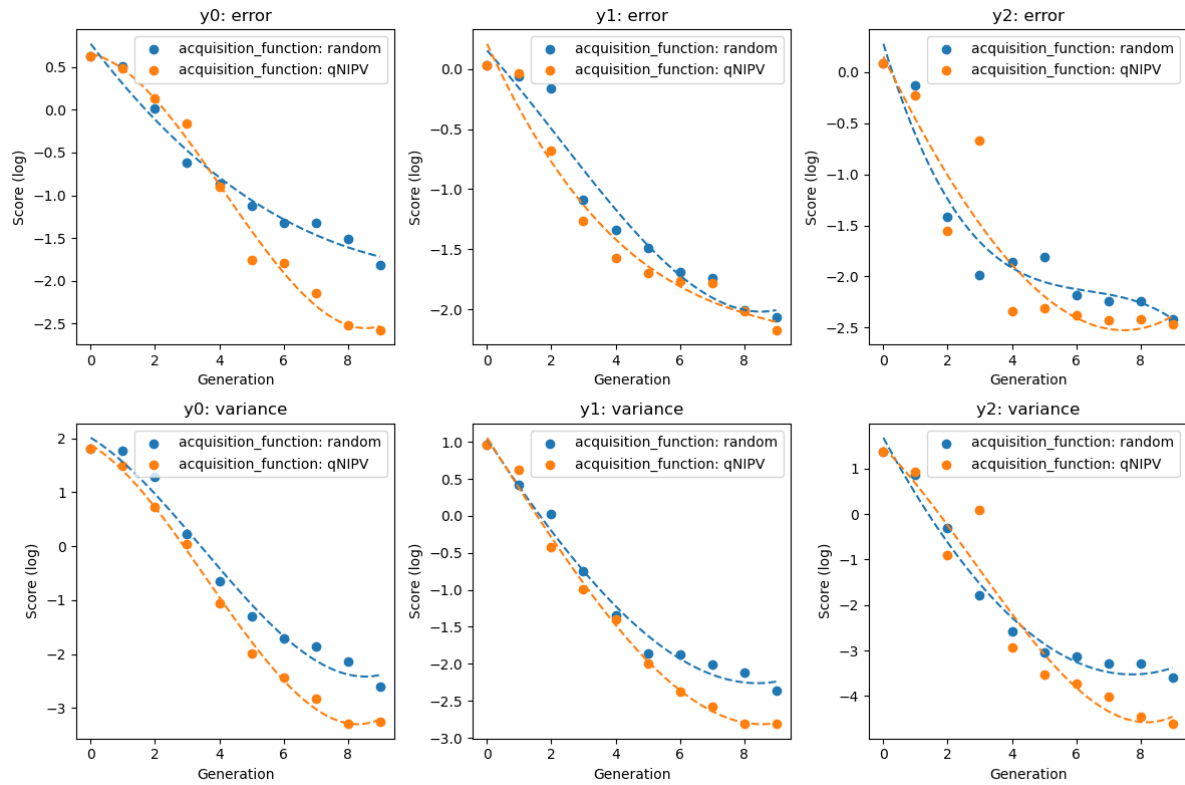 y0: error
acquisition_function: random
acquisition_function: qNIPV
Score (log)
0.5
0.0
−0.5
−1.0
−1.5
−2.0
−2.5
0 2 4 6 8
Generation
y1: error
acquisition_function: random
acquisition_function: qNIPV
Score (log)
0.0
−0.5
−1.0
−1.5
−2.0
0 2 4 6 8
Generation
y2: error
acquisition_function: random
acquisition_function: qNIPV
Score (log)
0.0
−0.5
−1.0
−1.5
−2.0
−2.5
0 2 4 6 8
Generation
y0: variance
acquisition_function: random
acquisition_function: qNIPV
Score (log)
2
1
0
−1
−2
−3
0 2 4 6 8
Generation
y1: variance
acquisition_function: random
acquisition_function: qNIPV
Score (log)
1.0
0.5
0.0
−0.5
−1.0
−1.5
−2.0
−2.5
−3.0
0 2 4 6 8
Generation
y2: variance
acquisition_function: random
acquisition_function: qNIPV
Score (log)
1
0
−1
−2
−3
−4
0 2 4 6 8
Generation